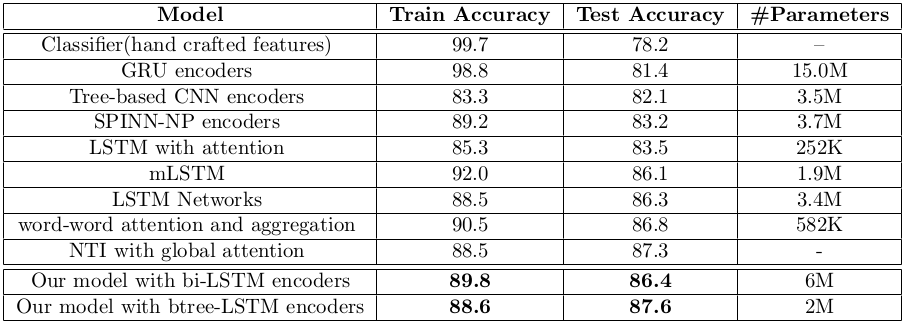 Model Train Accuracy Test Accuracy #Parameters
Classifier(hand crafted features) 99.7 78.2 –
GRU encoders 98.8 81.4 15.0M
Tree-based CNN encoders 83.3 82.1 3.5M
SPINN-NP encoders 89.2 83.2 3.7M
LSTM with attention 85.3 83.5 252K
mLSTM 92.0 86.1 1.9M
LSTM Networks 88.5 86.3 3.4M
word-word attention and aggregation 90.5 86.8 582K
NTI with global attention 88.5 87.3 -
Our model with bi-LSTM encoders 89.8 86.4 6M
Our model with btree-LSTM encoders 88.6 87.6 2M